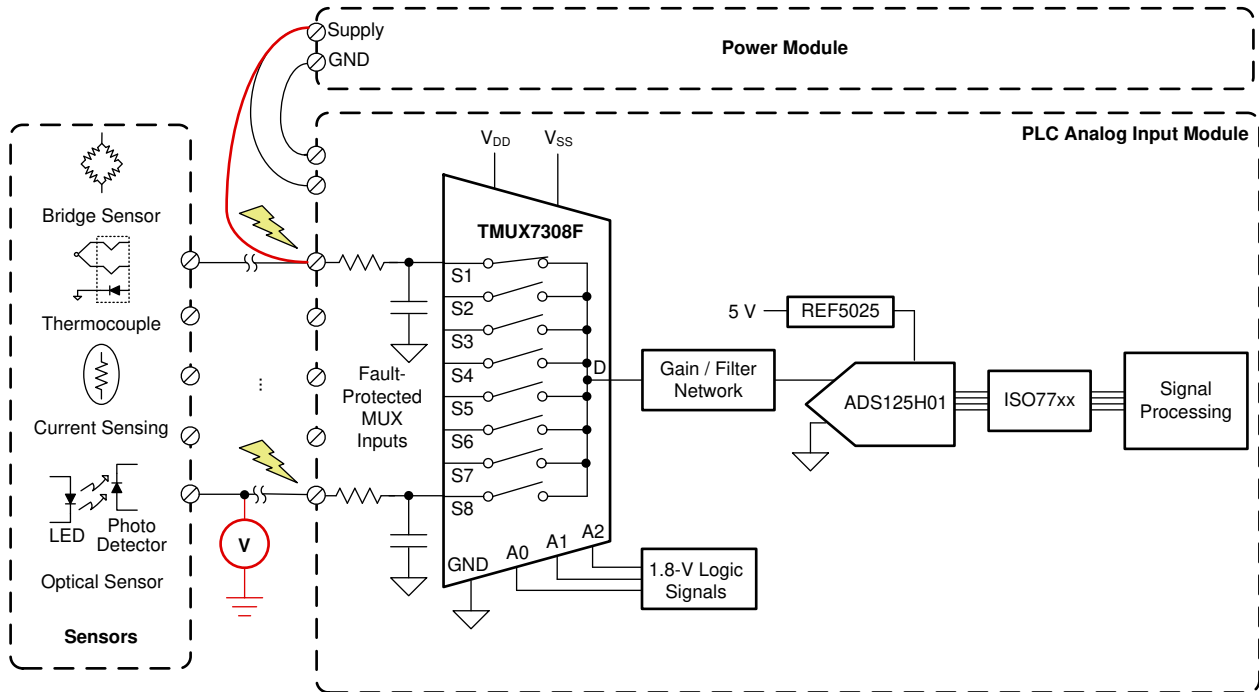 Supply
GND
Power Module
PLC Analog Input Module
Bridge Sensor
Thermocouple
Current Sensing
LED
Photo
Detector
Optical Sensor
Sensors
V
...
Fault-
Protected
MUX
Inputs
VDD
VSS
TMUX7308F
S1
S2
S3
S4
S5
S6
S7
S8
D
GND
A0
A1
A2
1.8-V Logic
Signals
Gain / Filter
Network
5 V
REF5025
ADS125H01
ISO77xx
Signal
Processing